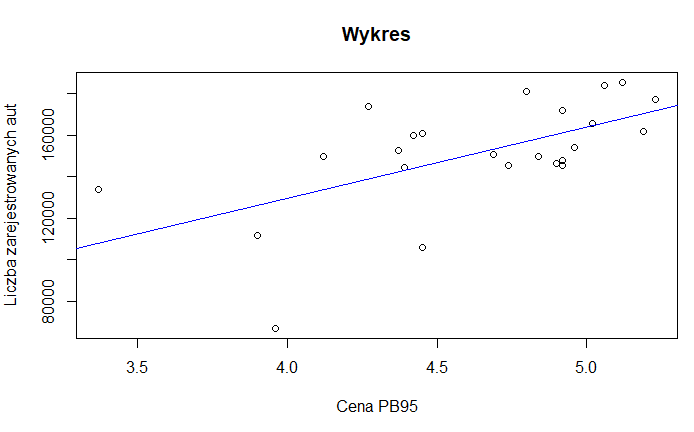 Wykres
Liczba zarejestrowanych aut
160000
120000
80000
3.5 4.0 4.5 5.0
Cena PB95